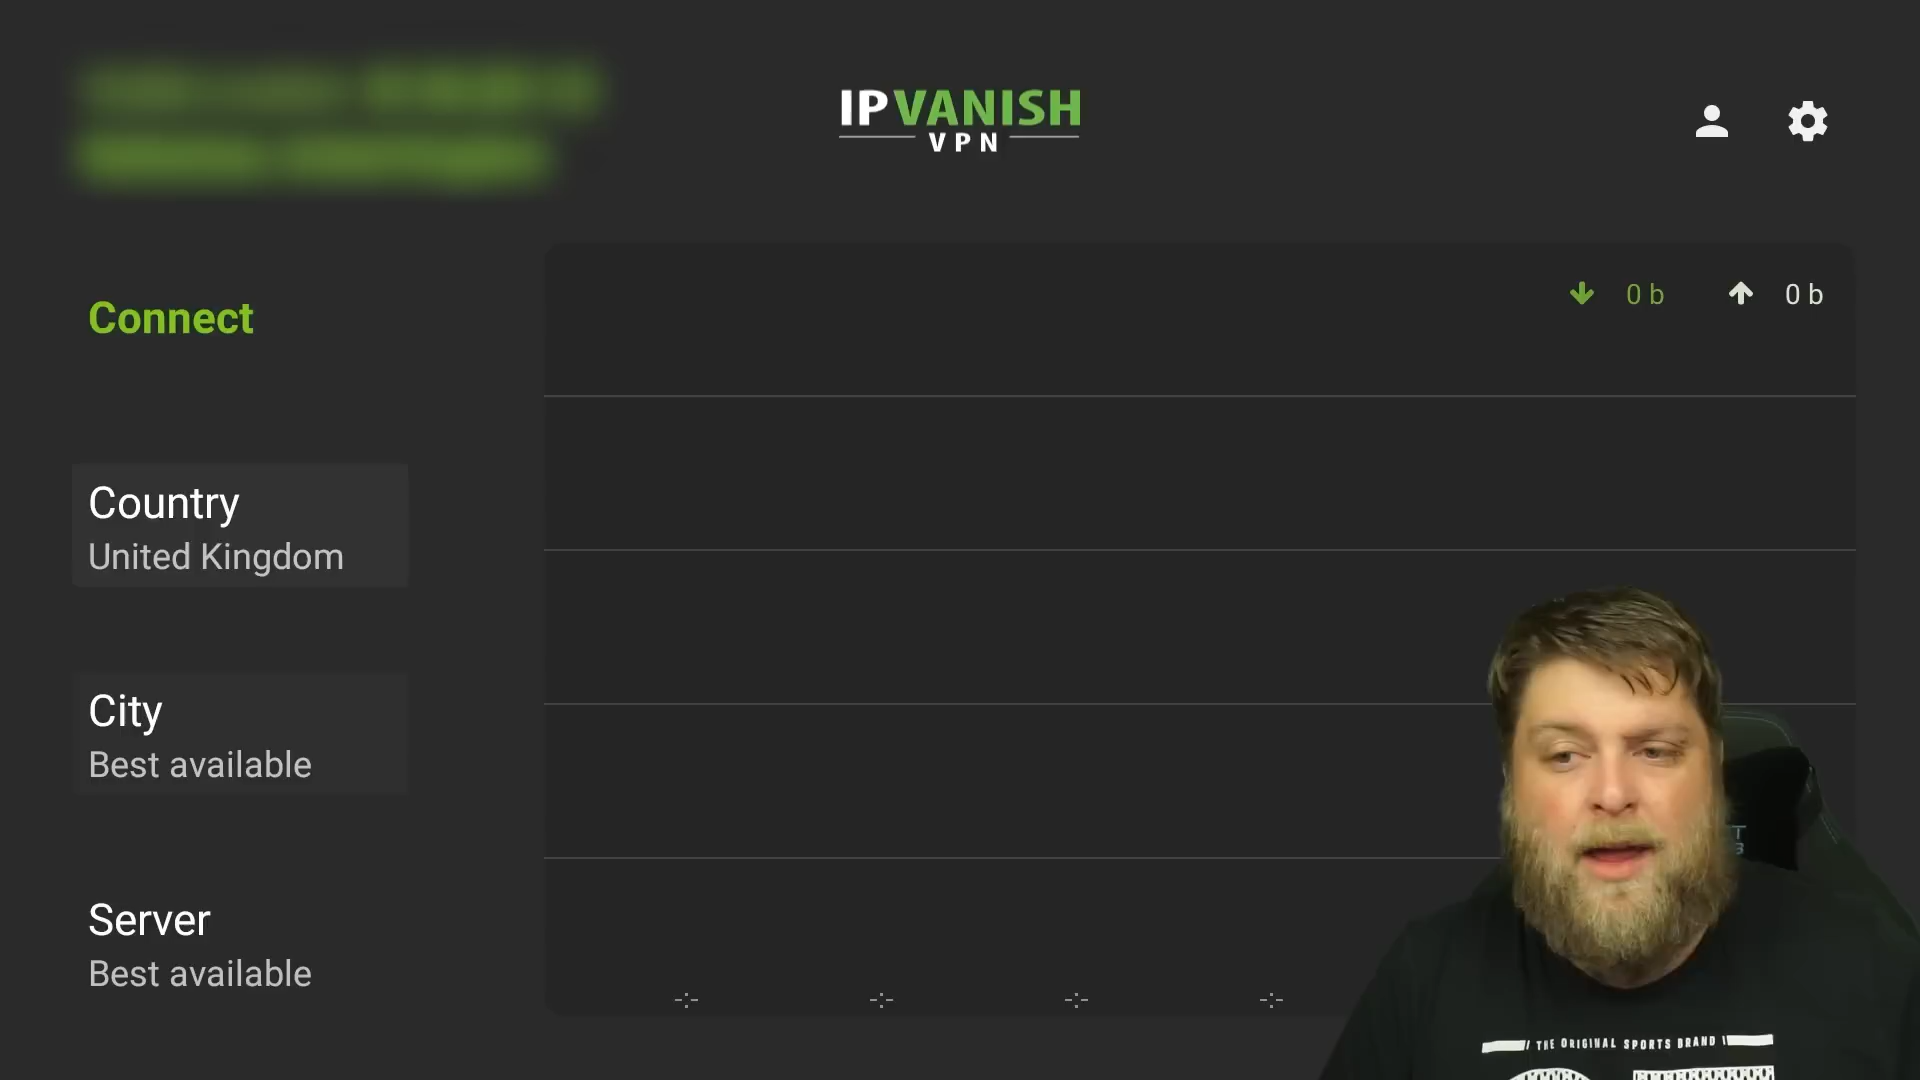 IPVANISH
VPN
↓ 0 b ↑ 0 b
Connect
Country
United Kingdom
City
Best available
Server
Best available
-:- -:- -:- -:-
THE ORIGINAL SPORTS BRAND